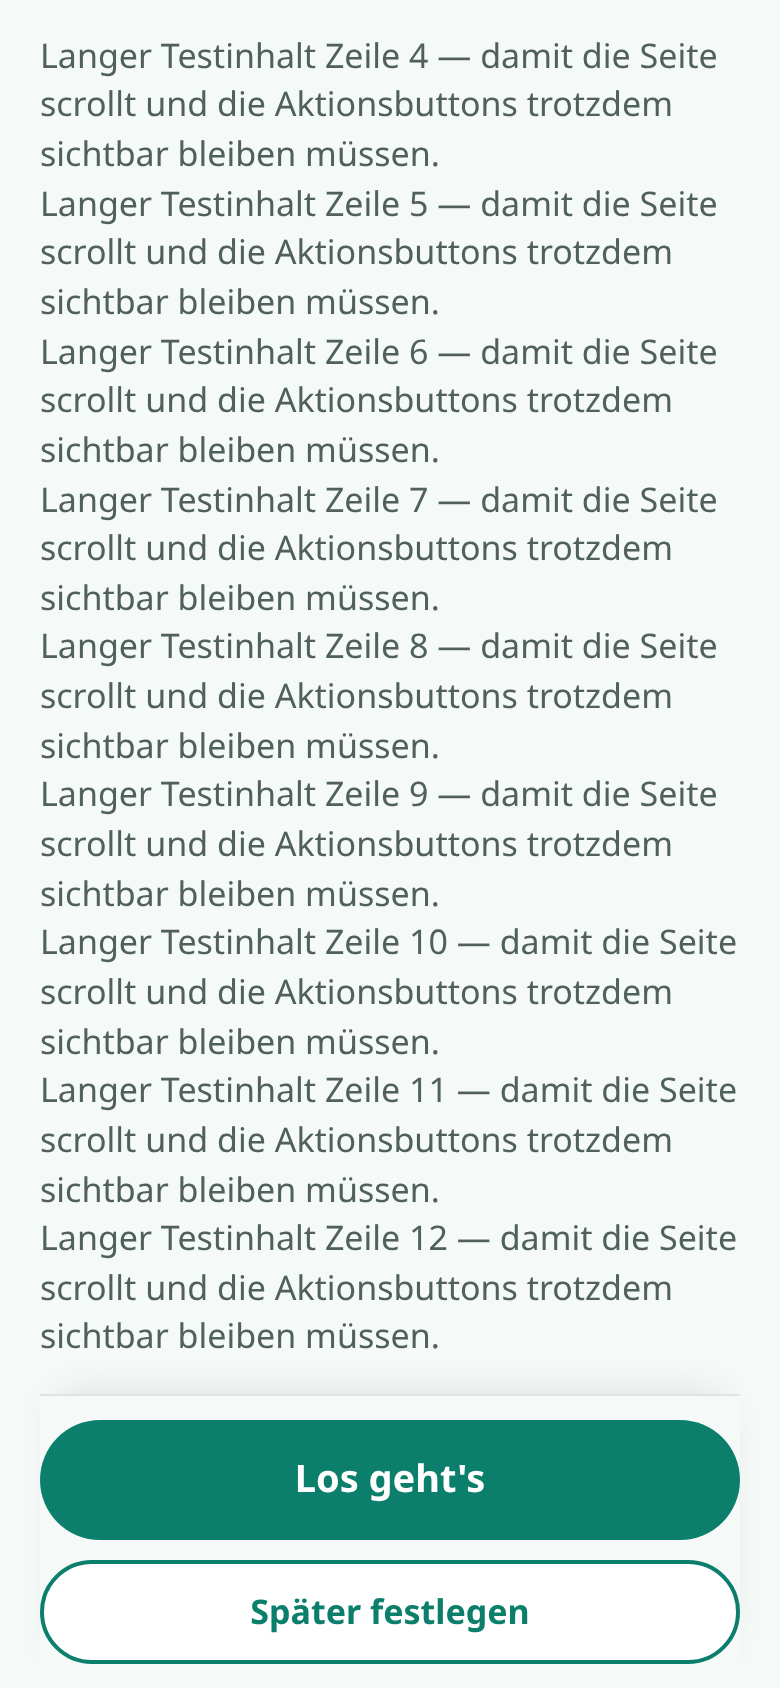 Langer Testinhalt Zeile 4 — damit die Seite
scrollt und die Aktionsbuttons trotzdem
sichtbar bleiben müssen.
Langer Testinhalt Zeile 5 — damit die Seite
scrollt und die Aktionsbuttons trotzdem
sichtbar bleiben müssen.
Langer Testinhalt Zeile 6 — damit die Seite
scrollt und die Aktionsbuttons trotzdem
sichtbar bleiben müssen.
Langer Testinhalt Zeile 7 — damit die Seite
scrollt und die Aktionsbuttons trotzdem
sichtbar bleiben müssen.
Langer Testinhalt Zeile 8 — damit die Seite
scrollt und die Aktionsbuttons trotzdem
sichtbar bleiben müssen.
Langer Testinhalt Zeile 9 — damit die Seite
scrollt und die Aktionsbuttons trotzdem
sichtbar bleiben müssen.
Langer Testinhalt Zeile 10 — damit die Seite
scrollt und die Aktionsbuttons trotzdem
sichtbar bleiben müssen.
Langer Testinhalt Zeile 11 — damit die Seite
scrollt und die Aktionsbuttons trotzdem
sichtbar bleiben müssen.
Langer Testinhalt Zeile 12 — damit die Seite
scrollt und die Aktionsbuttons trotzdem
sichtbar bleiben müssen.
Los geht's
Später festlegen